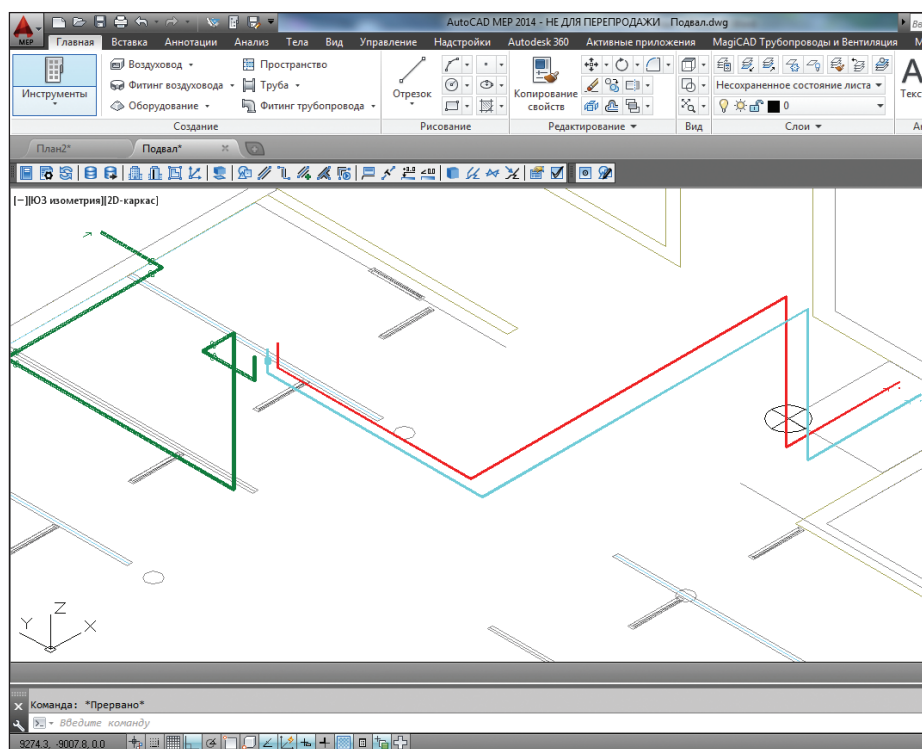 AutoCAD MEP 2014 - НЕ ДЛЯ ПЕРЕПРОДАЖИ Подвал.dwg
MEP
Главная Вставка Аннотации Анализ Тела Вид Управление Надстройки Autodesk 360 Активные приложения MagiCAD Трубопроводы и Вентиляция
Воздуховод Пространство
Инструменты Фитинг воздуховода Труба Отрезок Копирование свойств Несохраненное состояние листа
Оборудование Фитинг трубопровода 0
Создание Рисование Редактирование Вид Слои
План2* Подвал*
[−][ЮЗ изометрия][2D-каркас]
Z
Y X
Команда: *Прервано*
Введите команду
9274.3, -9007.8, 0.0